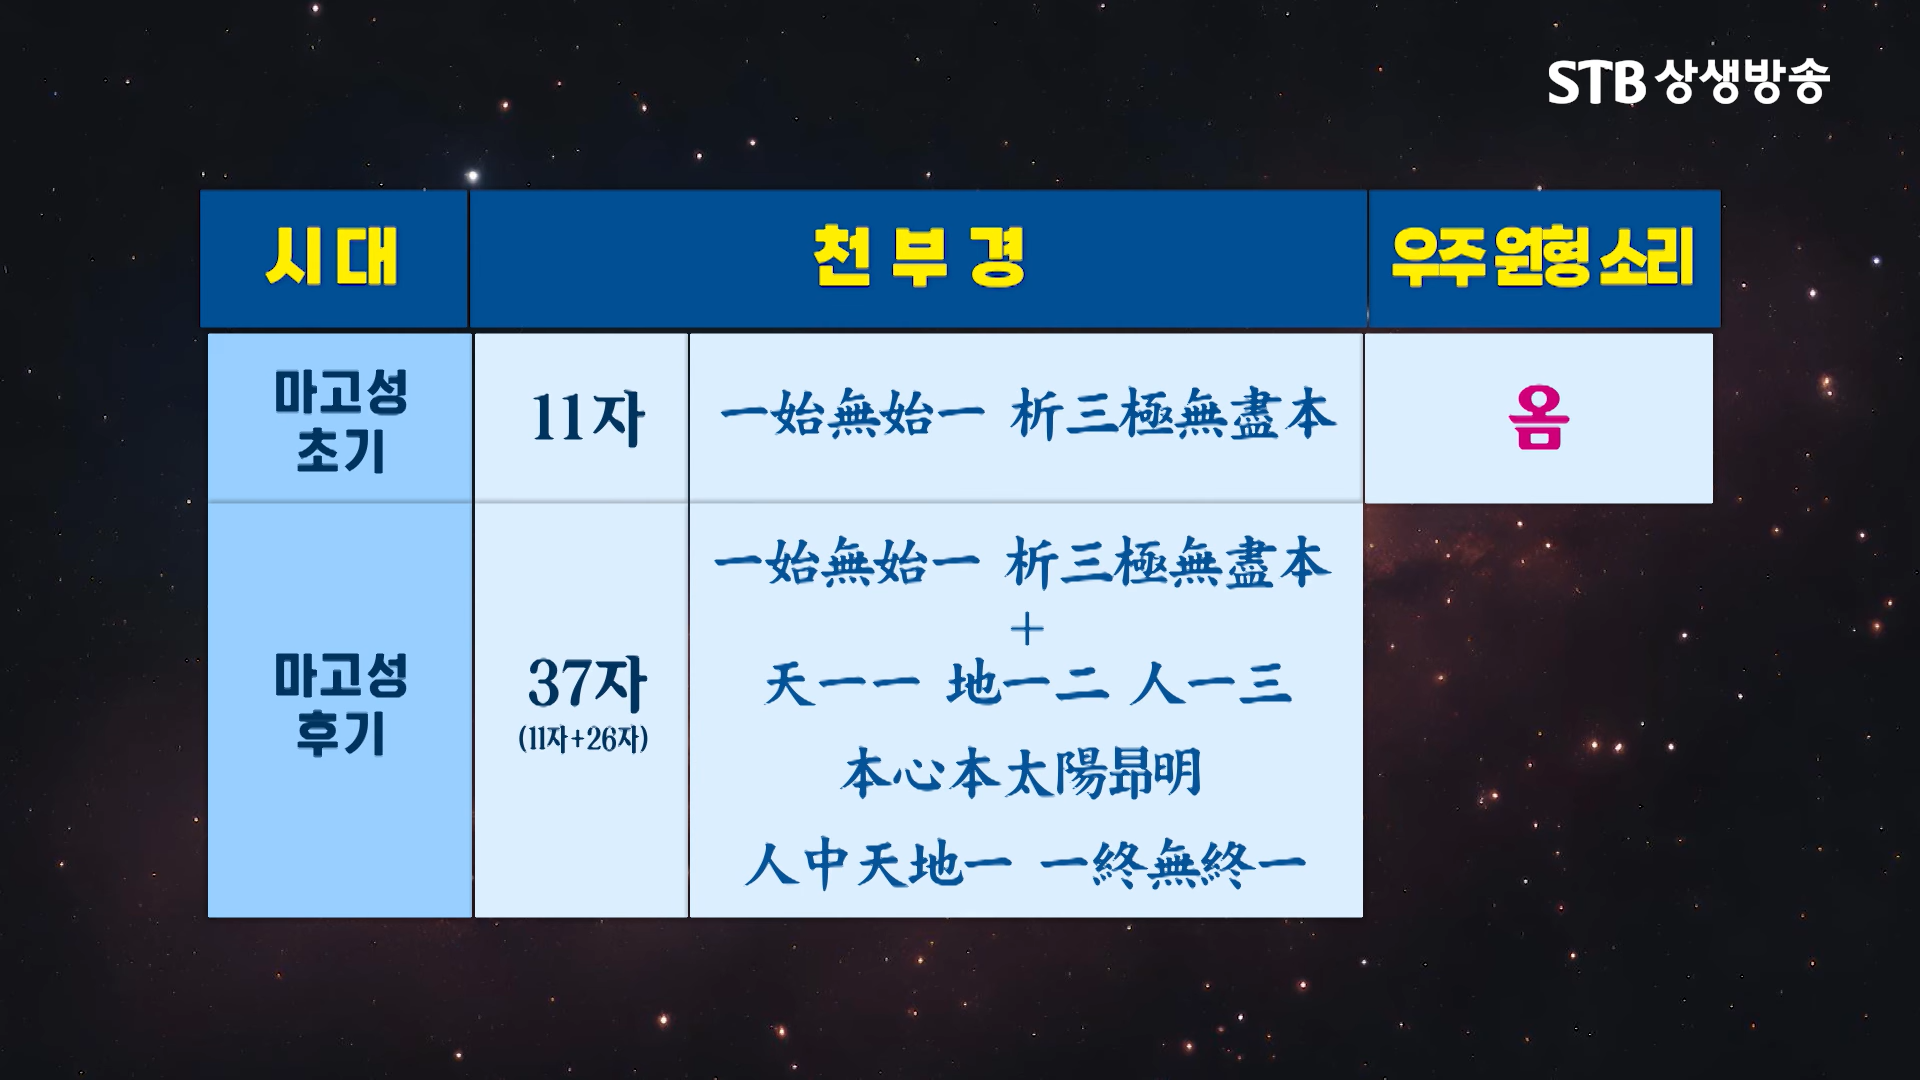 STB 상생방송
시대
천부경
우주 원형 소리
마고성
초기
11자
一始無始一 析三極無盡本
옴
마고성
후기
37자
(11자+26자)
一始無始一 析三極無盡本
+
天一一 地一二 人一三
本心本太陽昻明
人中天地一 一終無終一